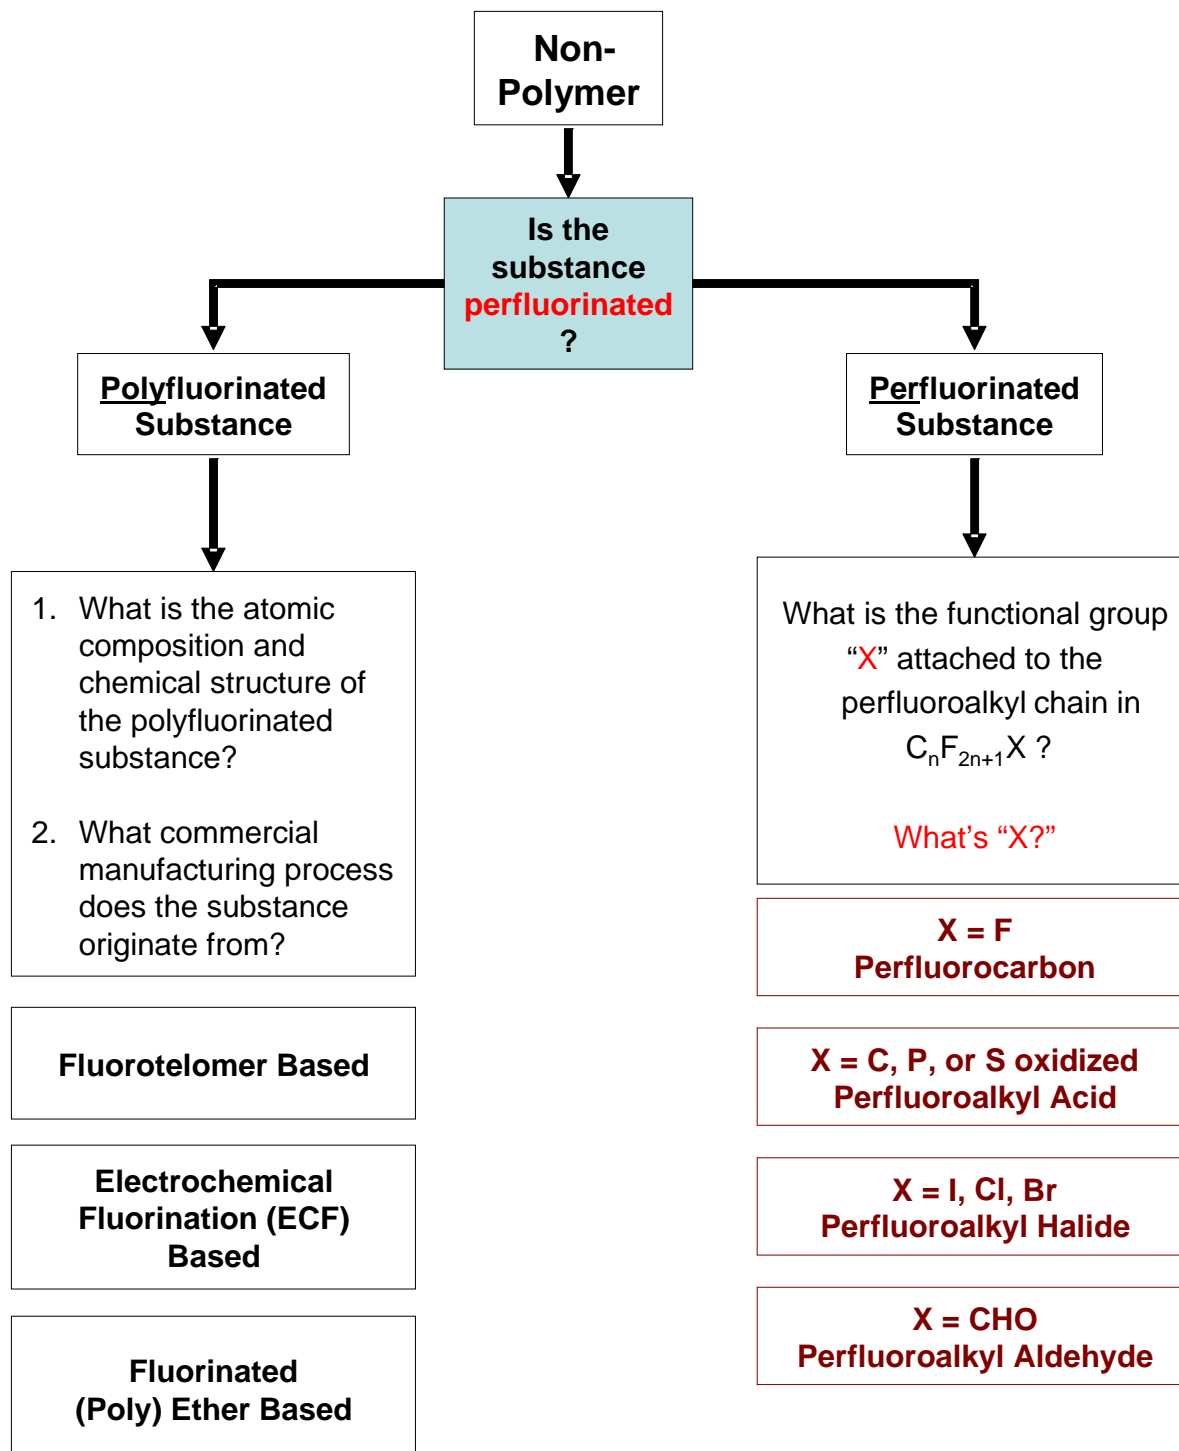 Non-
Polymer
Is the
substance
perfluorinated
?
Polyfluorinated
Substance
Perfluorinated
Substance
1. What is the atomic
composition and
chemical structure of
the polyfluorinated
substance?
2. What commercial
manufacturing process
does the substance
originate from?
What is the functional group
“X” attached to the
perfluoroalkyl chain in
CnF2n+1X ?
What’s “X?”
Fluorotelomer Based
Electrochemical
Fluorination (ECF)
Based
Fluorinated
(Poly) Ether Based
X = F
Perfluorocarbon
X = C, P, or S oxidized
Perfluoroalkyl Acid
X = I, Cl, Br
Perfluoroalkyl Halide
X = CHO
Perfluoroalkyl Aldehyde